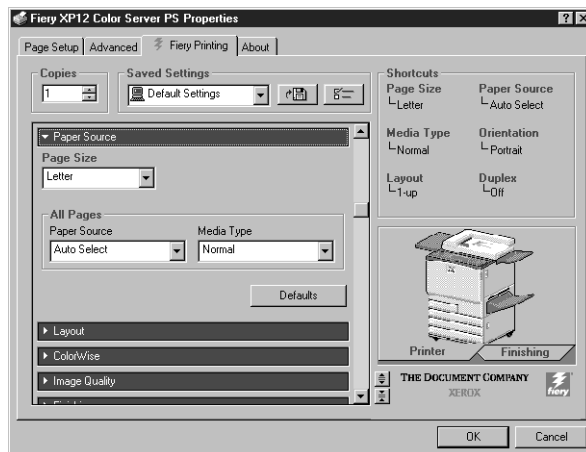 Fiery XP12 Color Server PS Properties
Page Setup
Advanced
Fiery Printing
About
Copies
1
Saved Settings
Default Settings
Paper Source
Page Size
Letter
All Pages
Paper Source
Auto Select
Media Type
Normal
Defaults
Layout
ColorWise
Image Quality
Shortcuts
Page Size
Letter
Paper Source
Auto Select
Media Type
Normal
Orientation
Portrait
Layout
1-up
Duplex
Off
Printer
Finishing
THE DOCUMENT COMPANY
XEROX
fiery
OK
Cancel